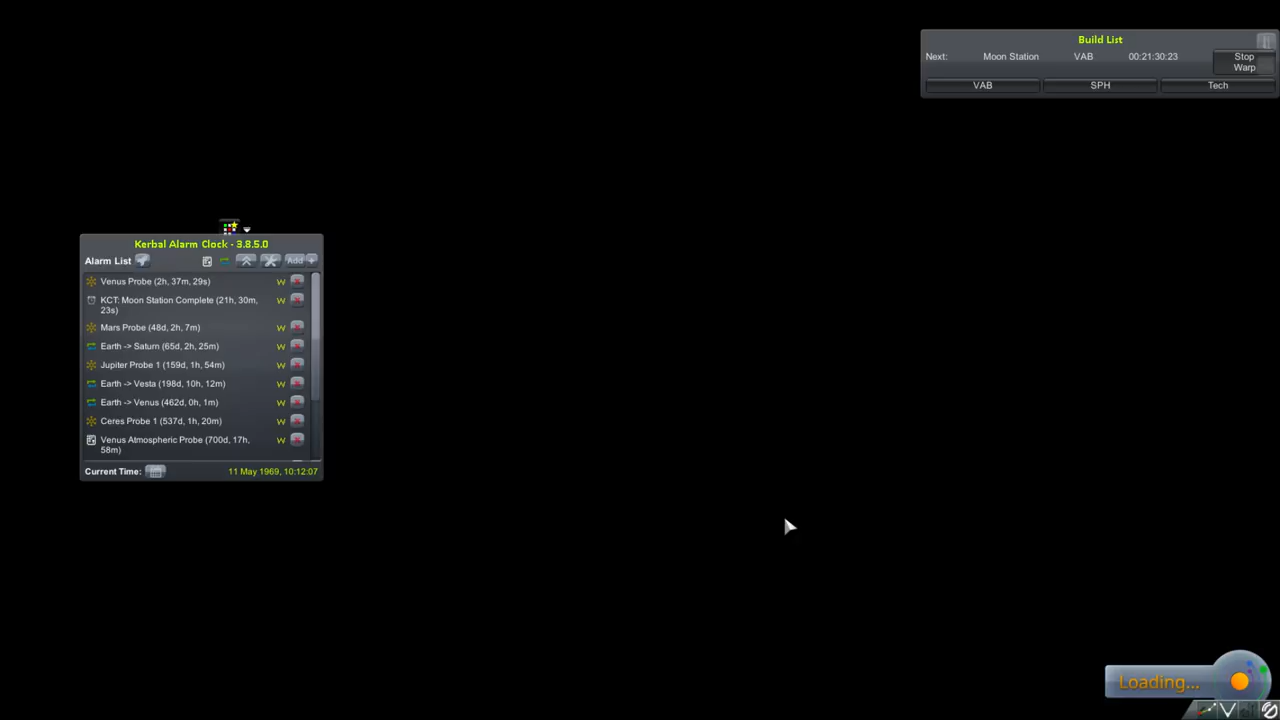 Build List
Next: Moon Station VAB 00:21:30:23 Stop Warp
VAB SPH Tech
Kerbal Alarm Clock - 3.8.5.0
Alarm List Add +
Venus Probe (2h, 37m, 29s) W
KCT: Moon Station Complete (21h, 30m, W
23s)
Mars Probe (48d, 2h, 7m) W
Earth -> Saturn (65d, 2h, 25m) W
Jupiter Probe 1 (159d, 1h, 54m) W
Earth -> Vesta (198d, 10h, 12m) W
Earth -> Venus (462d, 0h, 1m) W
Ceres Probe 1 (537d, 1h, 20m) W
Venus Atmospheric Probe (700d, 17h, W
58m)
Current Time: 11 May 1969, 10:12:07
Loading...